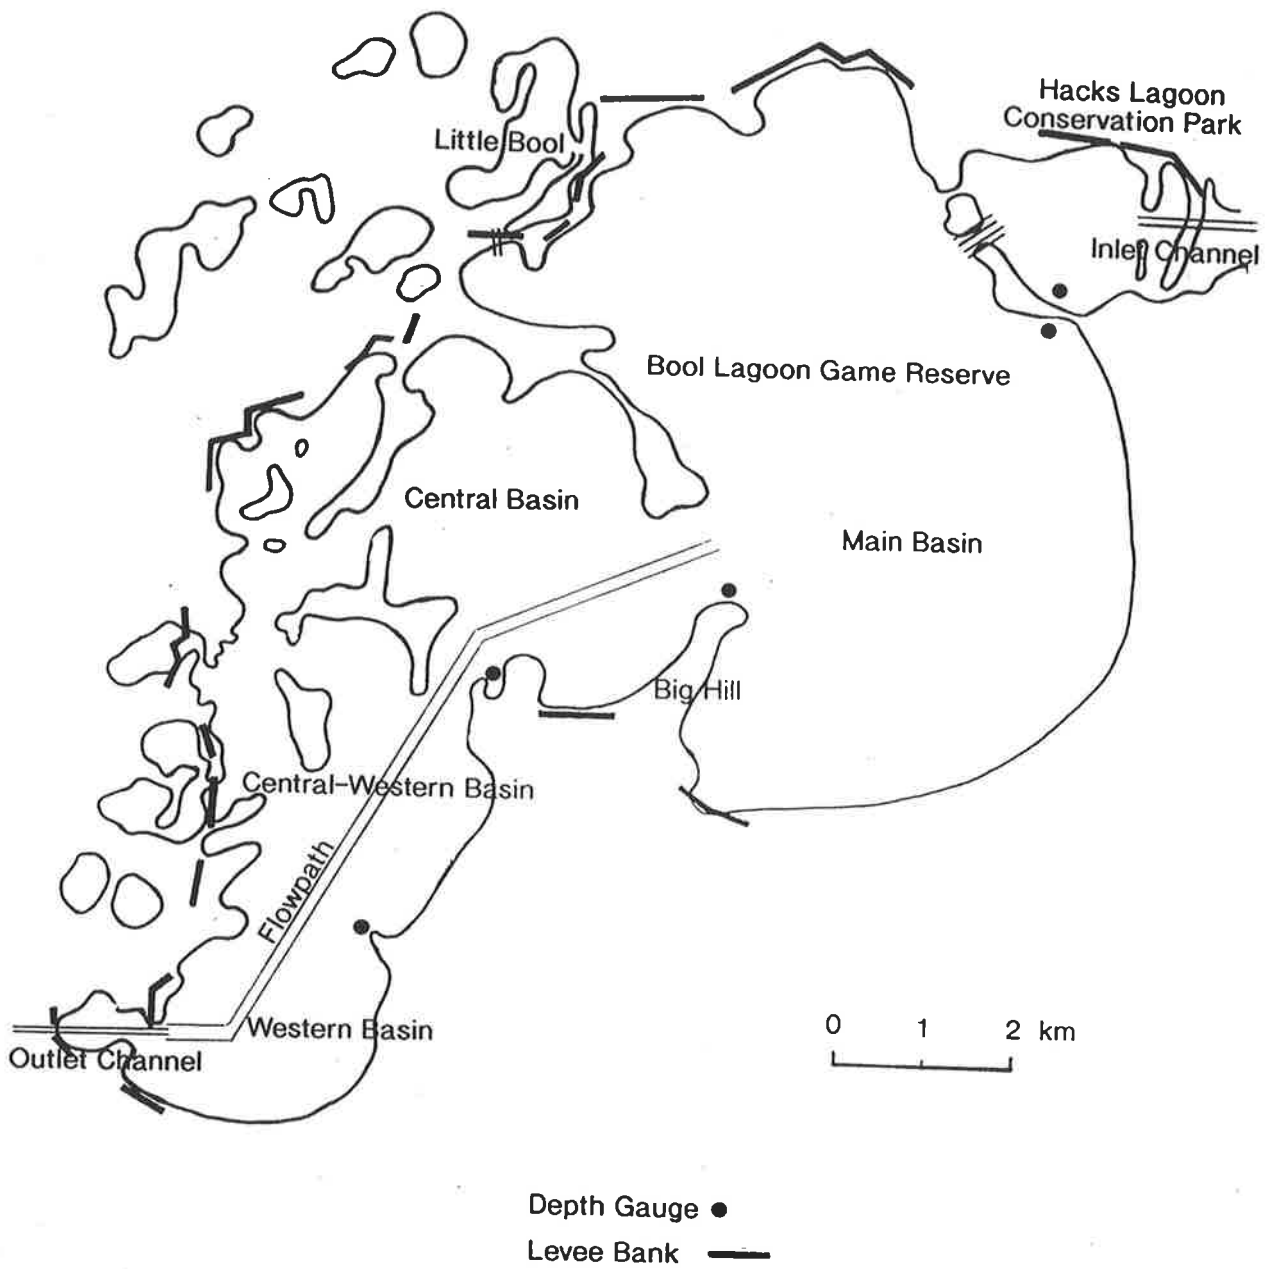 Hacks Lagoon
Conservation Park
Little Bool
Inlet Channel
Bool Lagoon Game Reserve
Central Basin
Main Basin
Big Hill
Central-Western Basin
Flowpath
Western Basin
Outlet Channel
0 1 2 km
Depth Gauge
Levee Bank